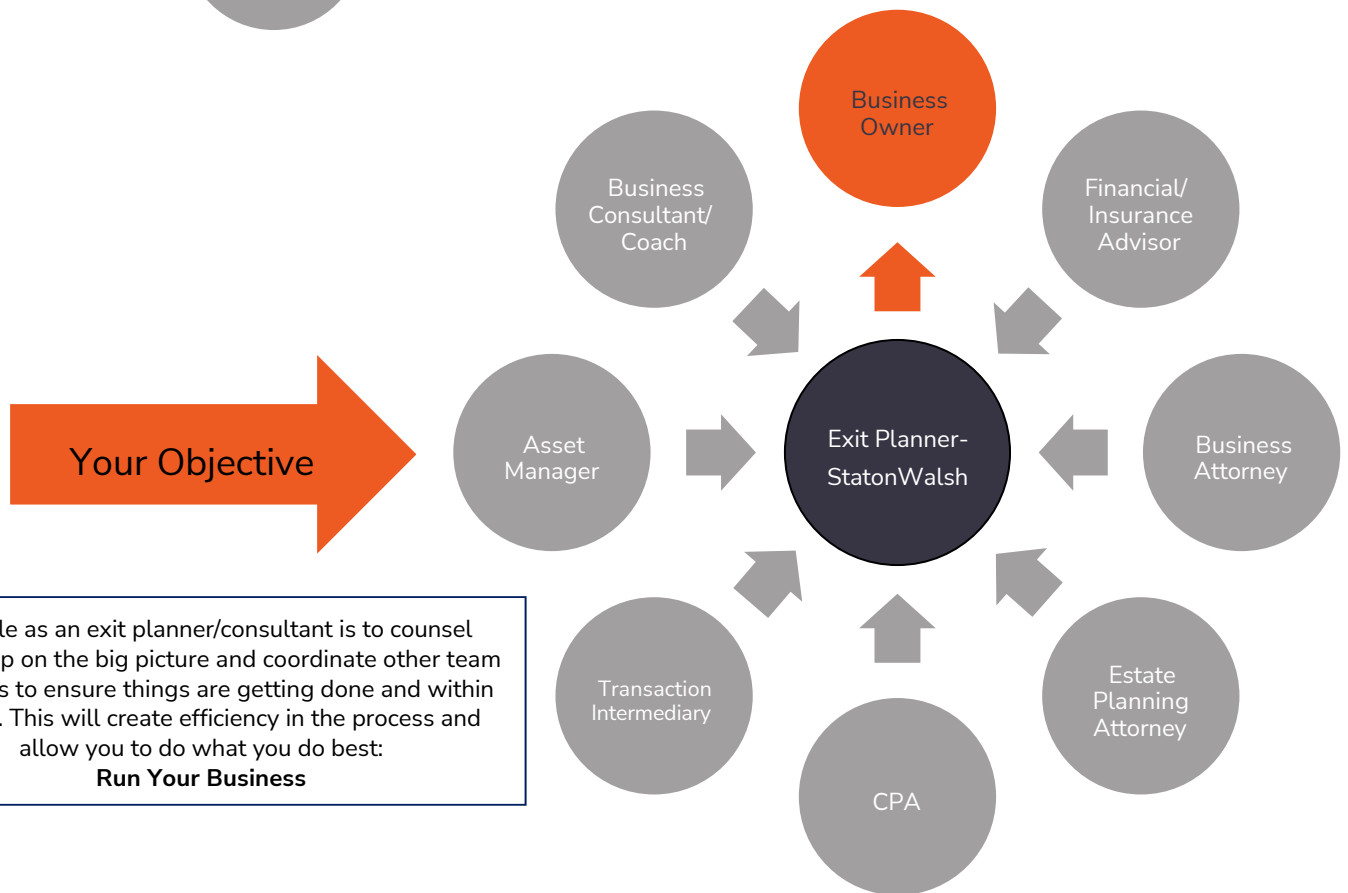 Business
Owner
Business
Consultant/
Coach
Financial/
Insurance
Advisor
Your Objective
Asset
Manager
Exit Planner-
StatonWalsh
Business
Attorney
as an exit planner/consultant is to counsel
on the big picture and coordinate other team
to ensure things are getting done and within
This will create efficiency in the process and
allow you to do what you do best:
Run Your Business
Transaction
Intermediary
Estate
Planning
Attorney
CPA